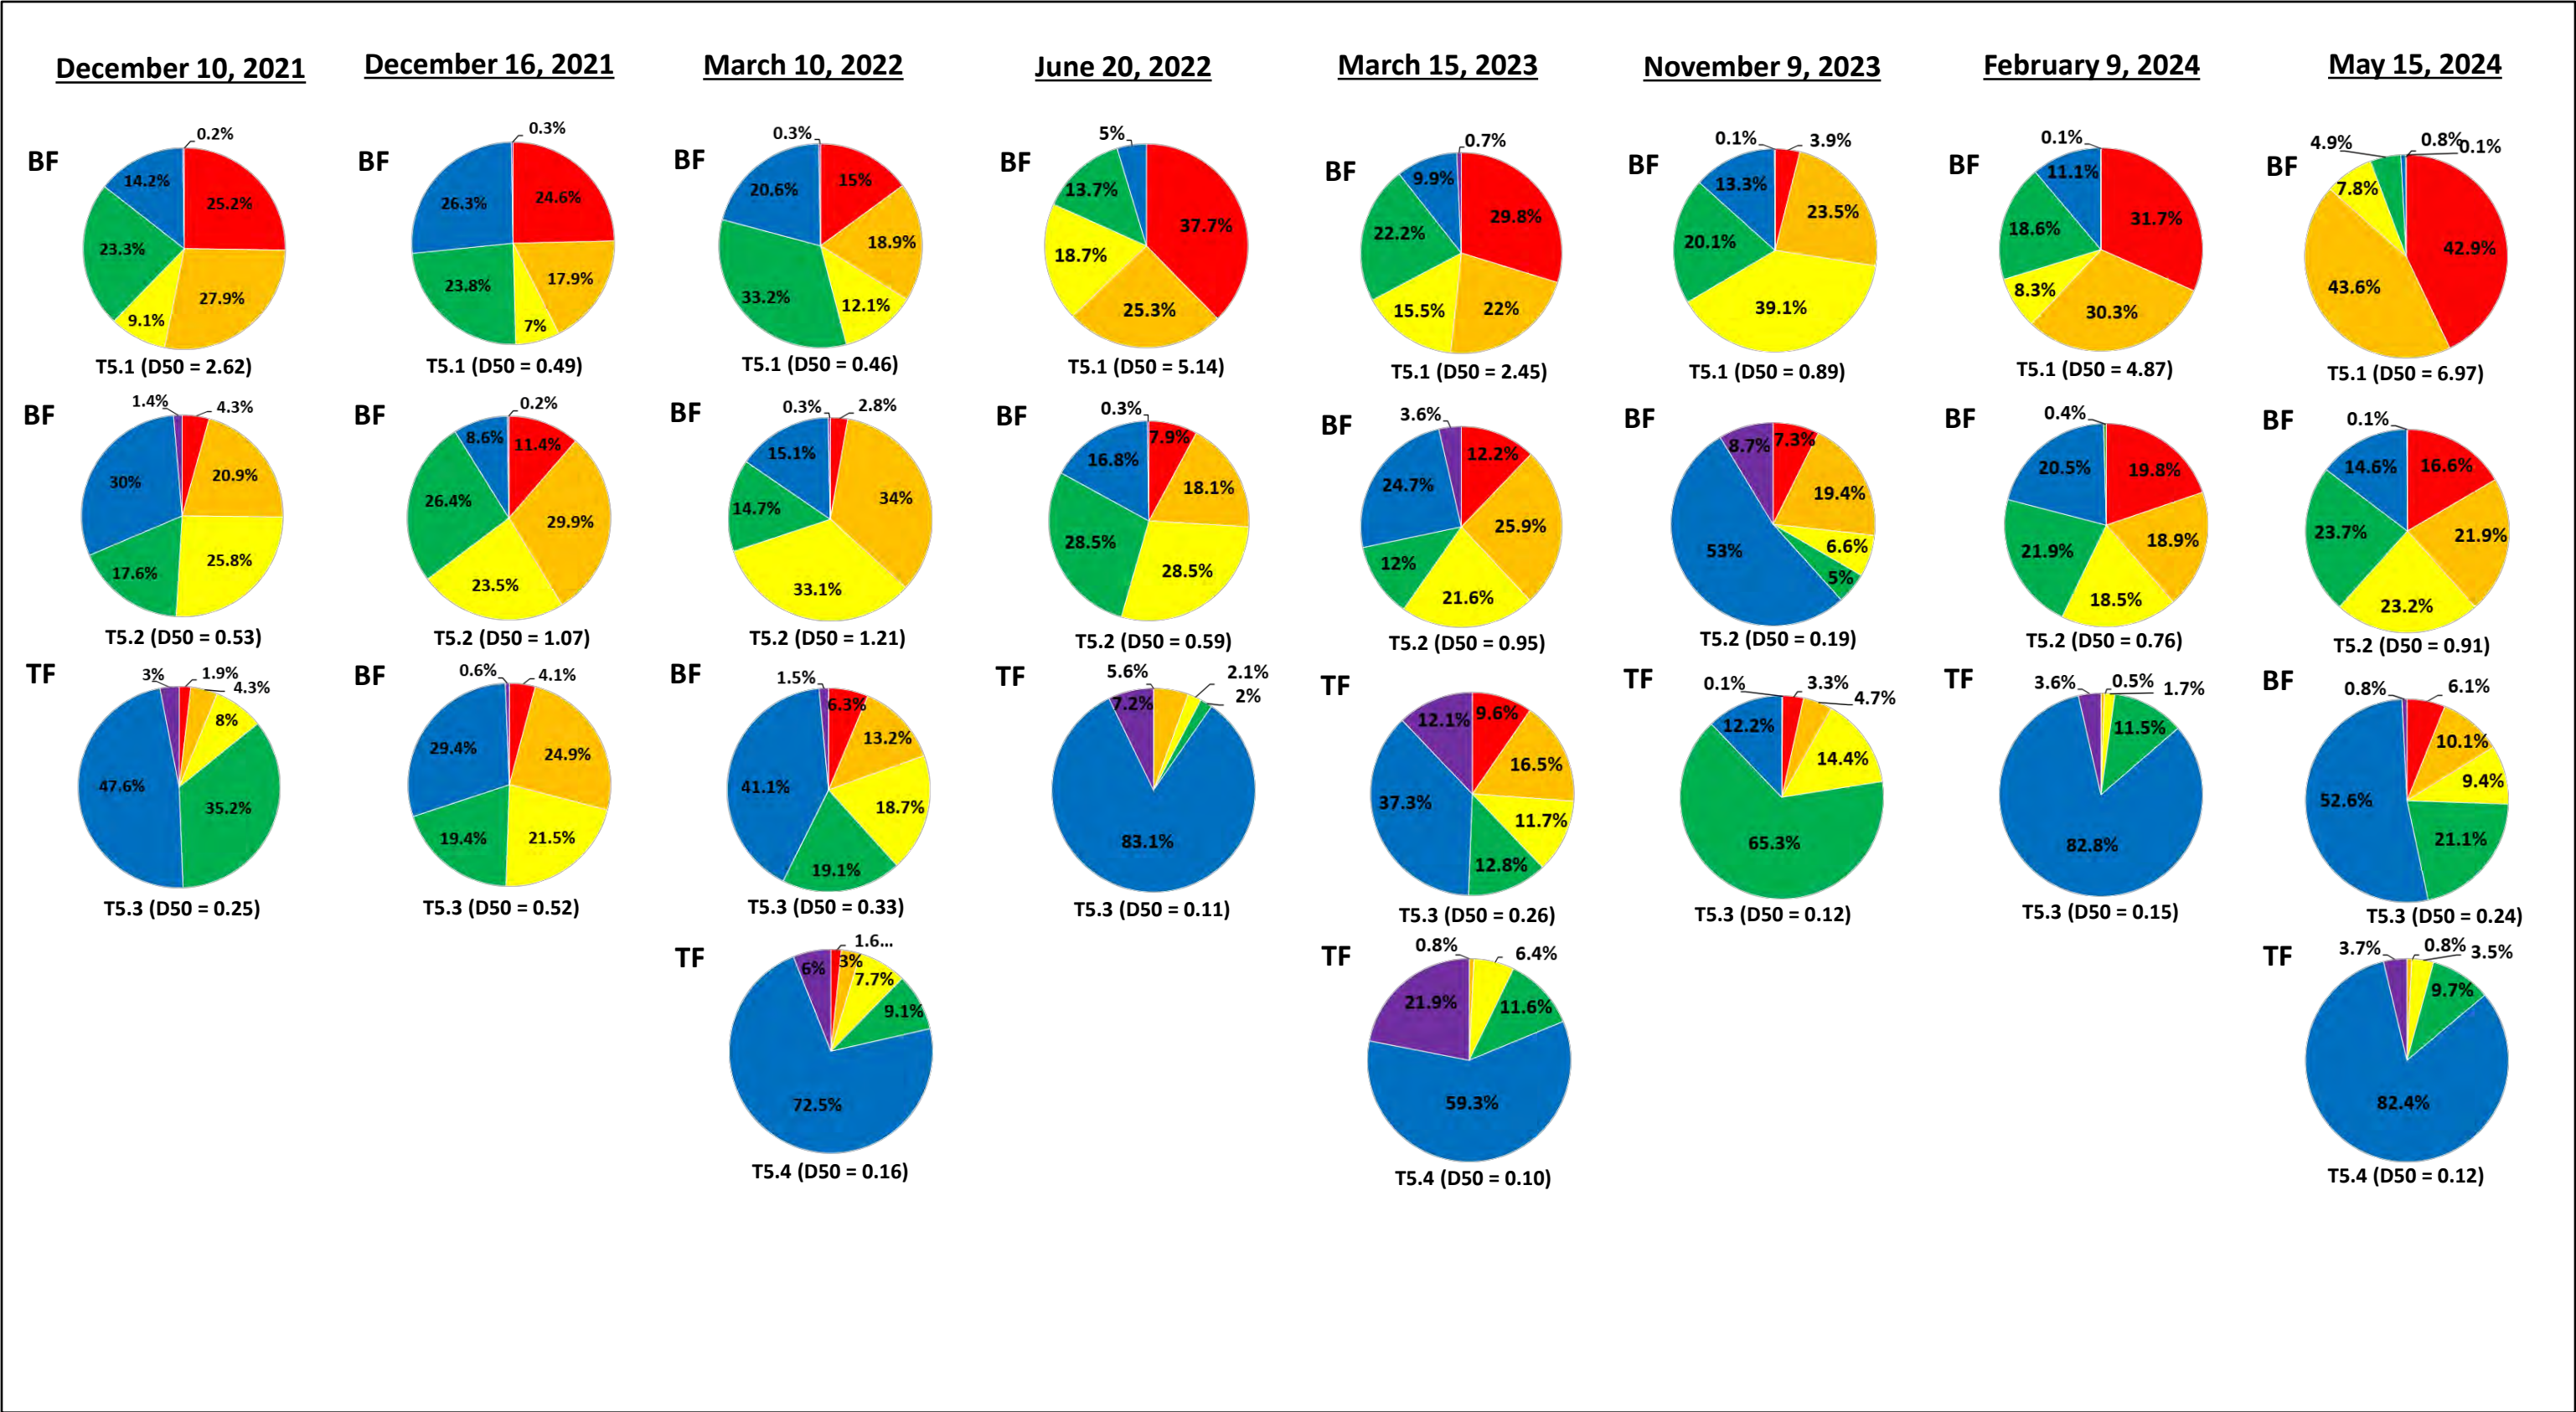 December 10, 2021
December 16, 2021
March 10, 2022
June 20, 2022
March 15, 2023
November 9, 2023
February 9, 2024
May 15, 2024
BF
0.2%
25.2%
27.9%
9.1%
23.3%
14.2%
T5.1 (D50 = 2.62)
BF
0.3%
24.6%
17.9%
7%
23.8%
26.3%
T5.1 (D50 = 0.49)
BF
0.3%
15%
18.9%
12.1%
33.2%
20.6%
T5.1 (D50 = 0.46)
BF
5%
37.7%
25.3%
18.7%
13.7%
T5.1 (D50 = 5.14)
BF
0.7%
29.8%
22%
15.5%
22.2%
9.9%
T5.1 (D50 = 2.45)
BF
0.1%
3.9%
23.5%
39.1%
20.1%
13.3%
T5.1 (D50 = 0.89)
BF
0.1%
31.7%
30.3%
8.3%
18.6%
11.1%
T5.1 (D50 = 4.87)
BF
4.9%
0.8%
0.1%
42.9%
43.6%
7.8%
T5.1 (D50 = 6.97)
BF
1.4%
4.3%
20.9%
25.8%
17.6%
30%
T5.2 (D50 = 0.53)
BF
0.2%
11.4%
29.9%
23.5%
26.4%
8.6%
T5.2 (D50 = 1.07)
BF
0.3%
2.8%
34%
33.1%
14.7%
15.1%
T5.2 (D50 = 1.21)
BF
0.3%
7.9%
18.1%
28.5%
28.5%
16.8%
T5.2 (D50 = 0.59)
BF
3.6%
12.2%
25.9%
21.6%
12%
24.7%
T5.2 (D50 = 0.95)
BF
8.7%
7.3%
19.4%
6.6%
5%
53%
T5.2 (D50 = 0.19)
BF
0.4%
19.8%
18.9%
18.5%
21.9%
20.5%
T5.2 (D50 = 0.76)
BF
0.1%
16.6%
21.9%
23.2%
23.7%
14.6%
T5.2 (D50 = 0.91)
TF
3%
1.9%
4.3%
8%
35.2%
47.6%
T5.3 (D50 = 0.25)
BF
0.6%
4.1%
24.9%
21.5%
19.4%
29.4%
T5.3 (D50 = 0.52)
BF
1.5%
6.3%
13.2%
18.7%
19.1%
41.1%
T5.3 (D50 = 0.33)
TF
5.6%
2.1%
2%
7.2%
83.1%
T5.3 (D50 = 0.11)
TF
12.1%
9.6%
16.5%
11.7%
12.8%
37.3%
T5.3 (D50 = 0.26)
TF
0.1%
3.3%
4.7%
14.4%
65.3%
12.2%
T5.3 (D50 = 0.12)
TF
3.6%
0.5%
1.7%
11.5%
82.8%
T5.3 (D50 = 0.15)
BF
0.8%
6.1%
10.1%
9.4%
21.1%
52.6%
T5.3 (D50 = 0.24)
TF
1.6...
6%
3%
7.7%
9.1%
72.5%
T5.4 (D50 = 0.16)
TF
0.8%
6.4%
11.6%
21.9%
59.3%
T5.4 (D50 = 0.10)
TF
3.7%
0.8%
3.5%
9.7%
82.4%
T5.4 (D50 = 0.12)